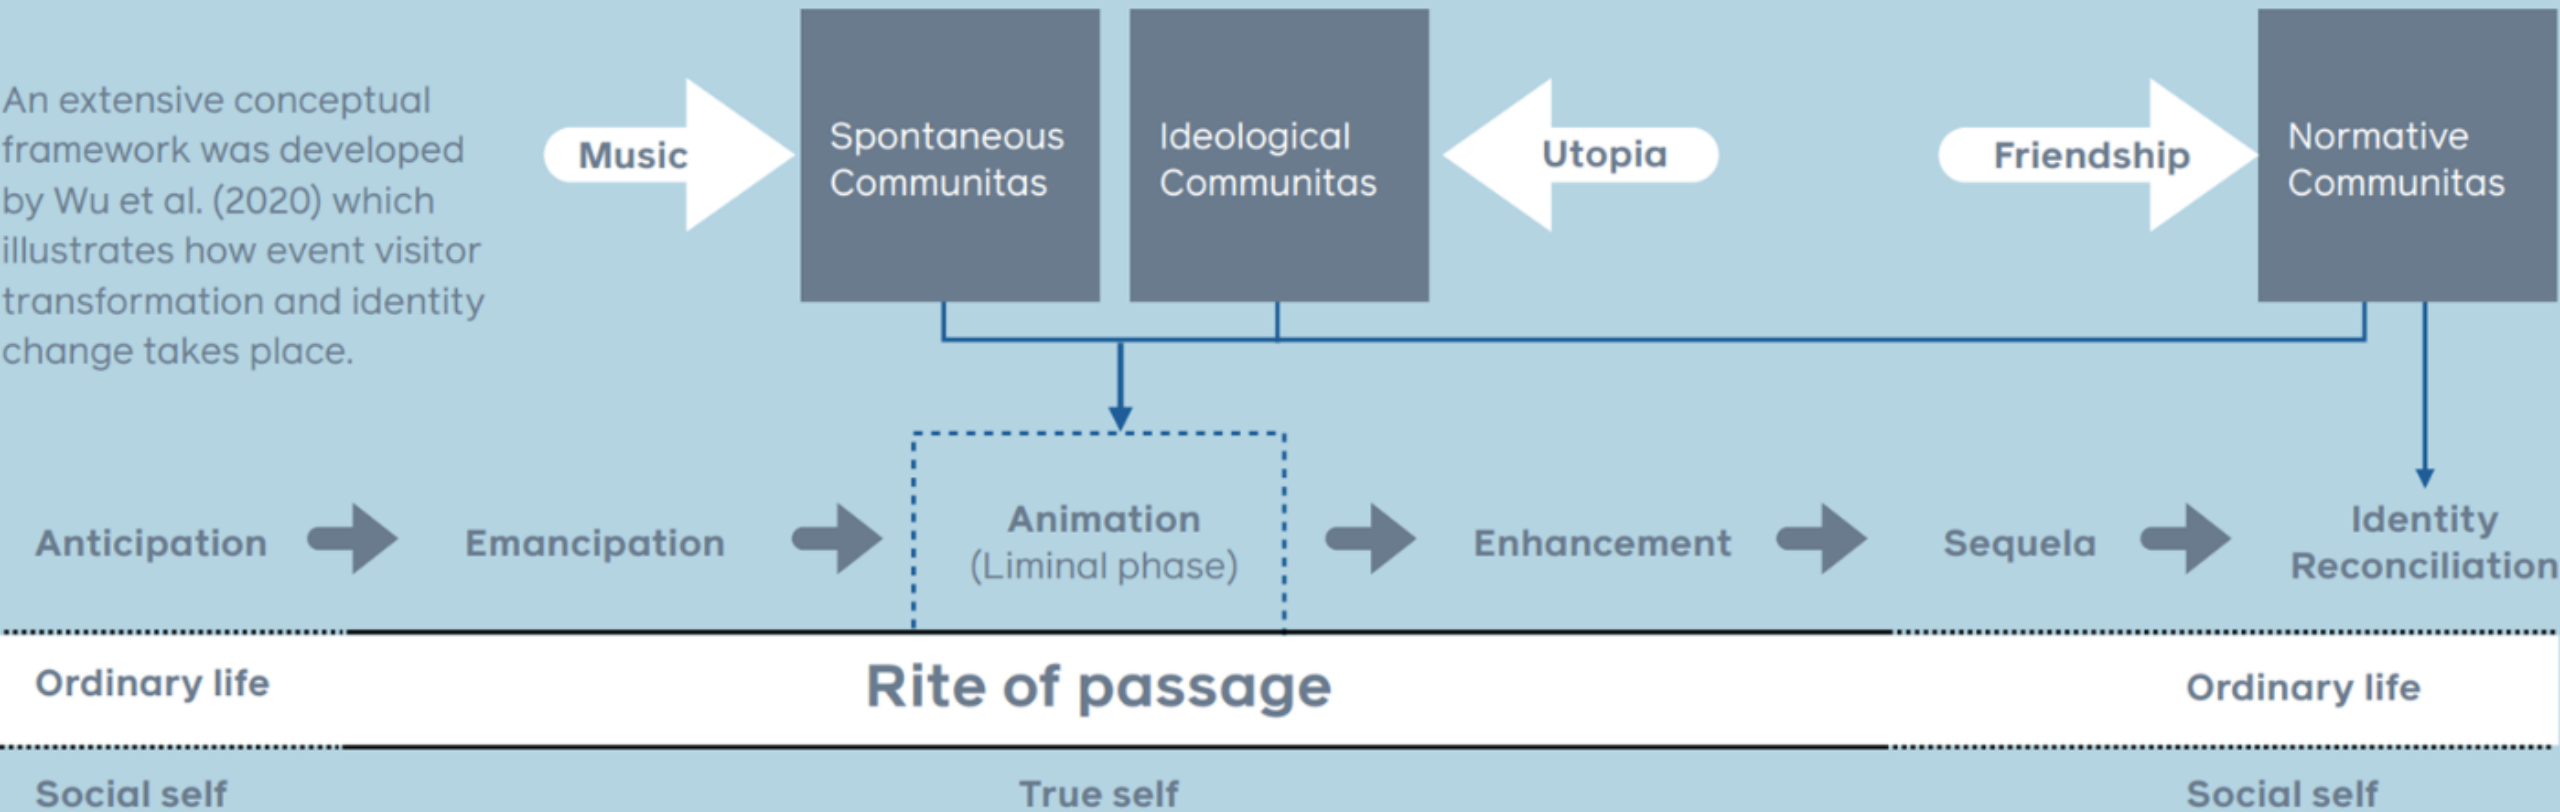 An extensive conceptual
framework was developed
by Wu et al. (2020) which
illustrates how event visitor
transformation and identity
change takes place.
Music
Spontaneous
Communitas
Ideological
Communitas
Utopia
Friendship
Normative
Communitas
Anticipation
Emancipation
Animation
(Liminal phase)
Enhancement
Sequela
Identity
Reconciliation
Ordinary life
Rite of passage
Ordinary life
Social self
True self
Social self